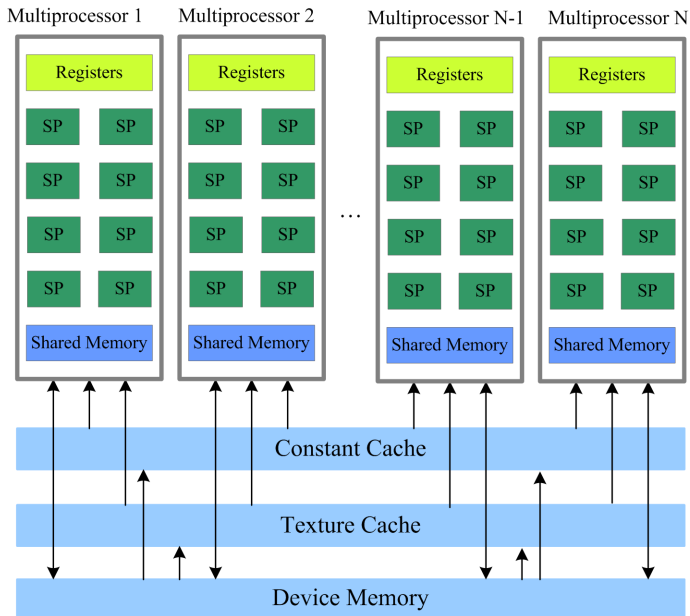 Multiprocessor 1
Multiprocessor 2
Multiprocessor N-1
Multiprocessor N
Registers
Registers
Registers
Registers
SP SP
SP SP
SP SP
SP SP
SP SP
SP SP
SP SP
SP SP
...
SP SP
SP SP
SP SP
SP SP
SP SP
SP SP
SP SP
SP SP
Shared Memory
Shared Memory
Shared Memory
Shared Memory
Constant Cache
Texture Cache
Device Memory